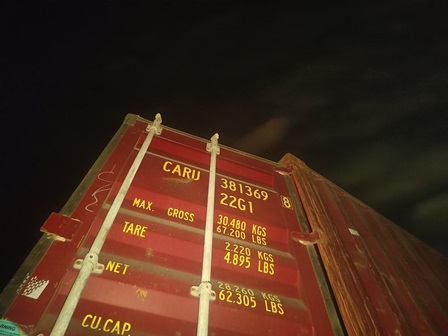 CARU 381369 8
22G1
MAX. GROSS 30.480 KGS
67.200 LBS
TARE 2.220 KGS
4.895 LBS
NET 28.260 KGS
62.305 LBS
CU.CAP.